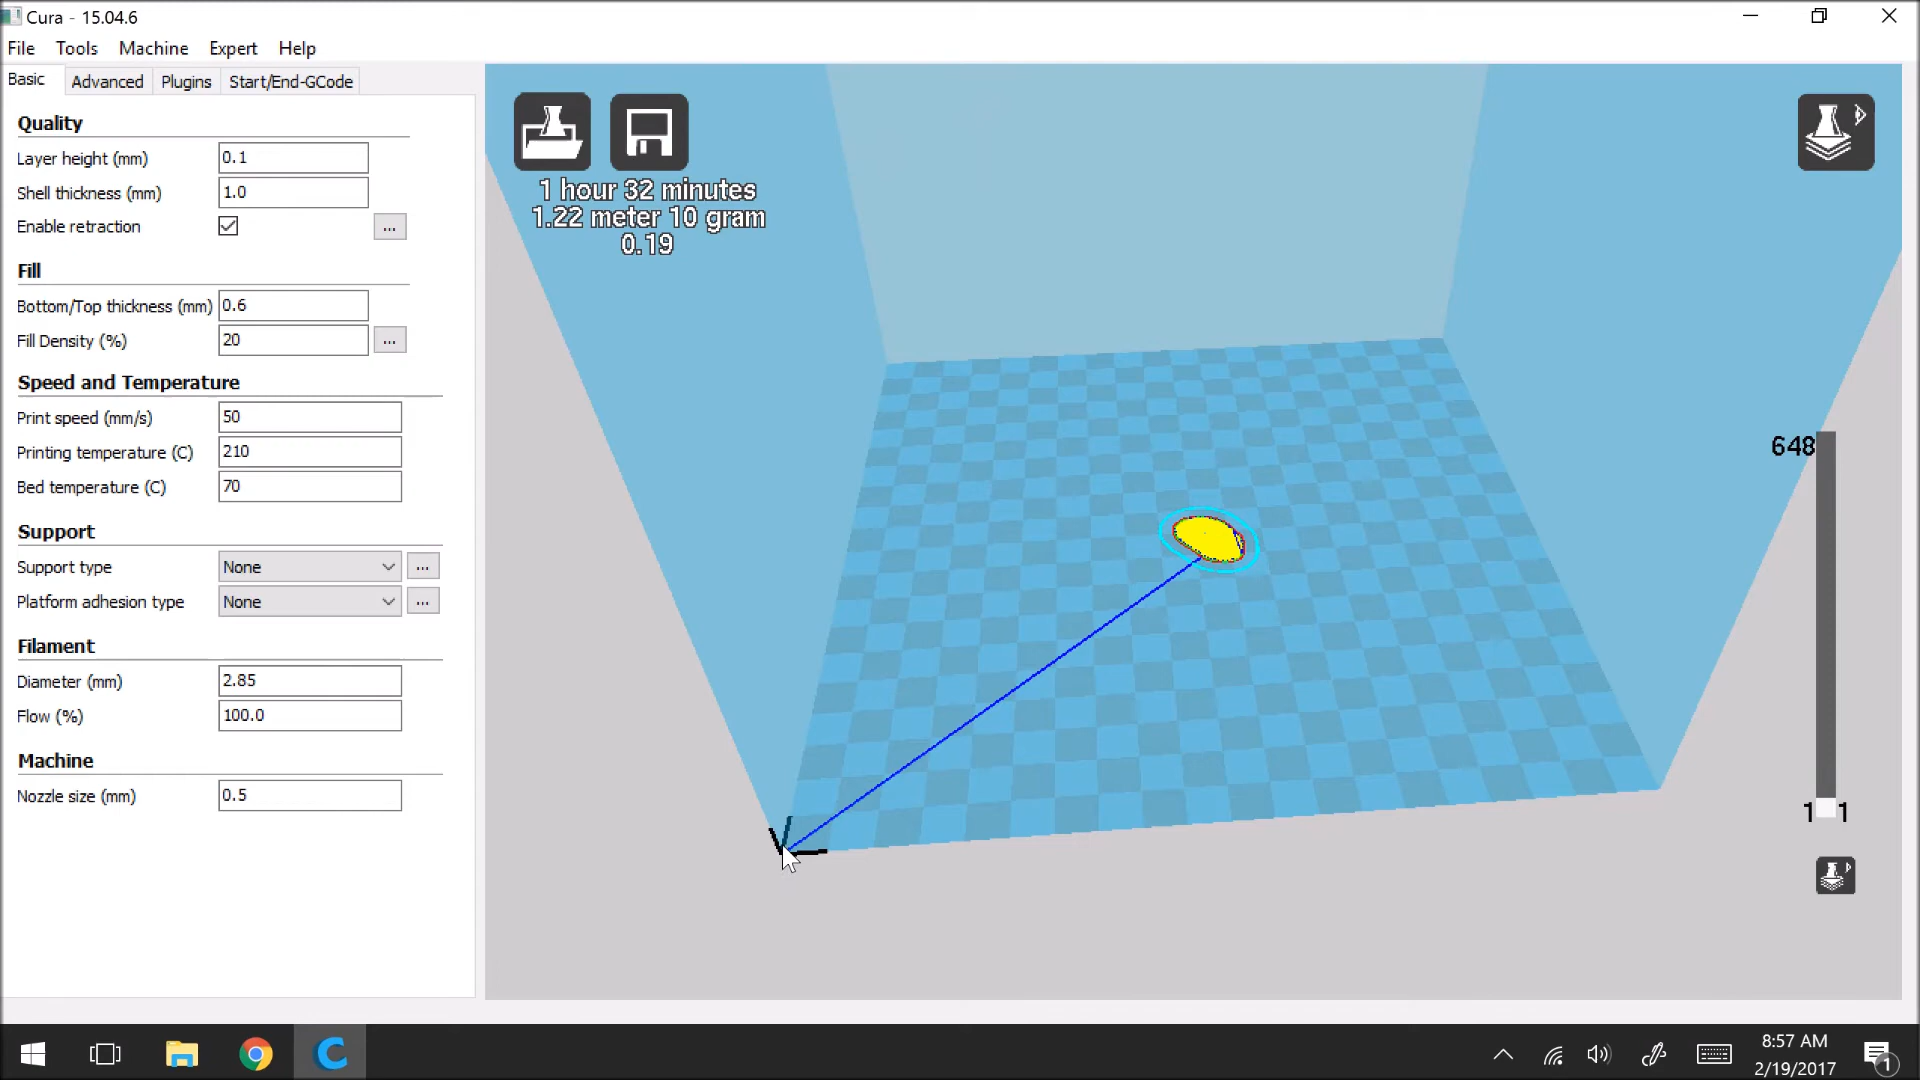 Cura - 15.04.6
File Tools Machine Expert Help
Basic Advanced Plugins Start/End-GCode
Quality
Layer height (mm) 0.1
Shell thickness (mm) 1.0
Enable retraction ...
Fill
Bottom/Top thickness (mm) 0.6
Fill Density (%) 20 ...
Speed and Temperature
Print speed (mm/s) 50
Printing temperature (C) 210
Bed temperature (C) 70
Support
Support type None ...
Platform adhesion type None ...
Filament
Diameter (mm) 2.85
Flow (%) 100.0
Machine
Nozzle size (mm) 0.5
1 hour 32 minutes
1.22 meter 10 gram
0.19
648
1 1
8:57 AM
2/19/2017
1